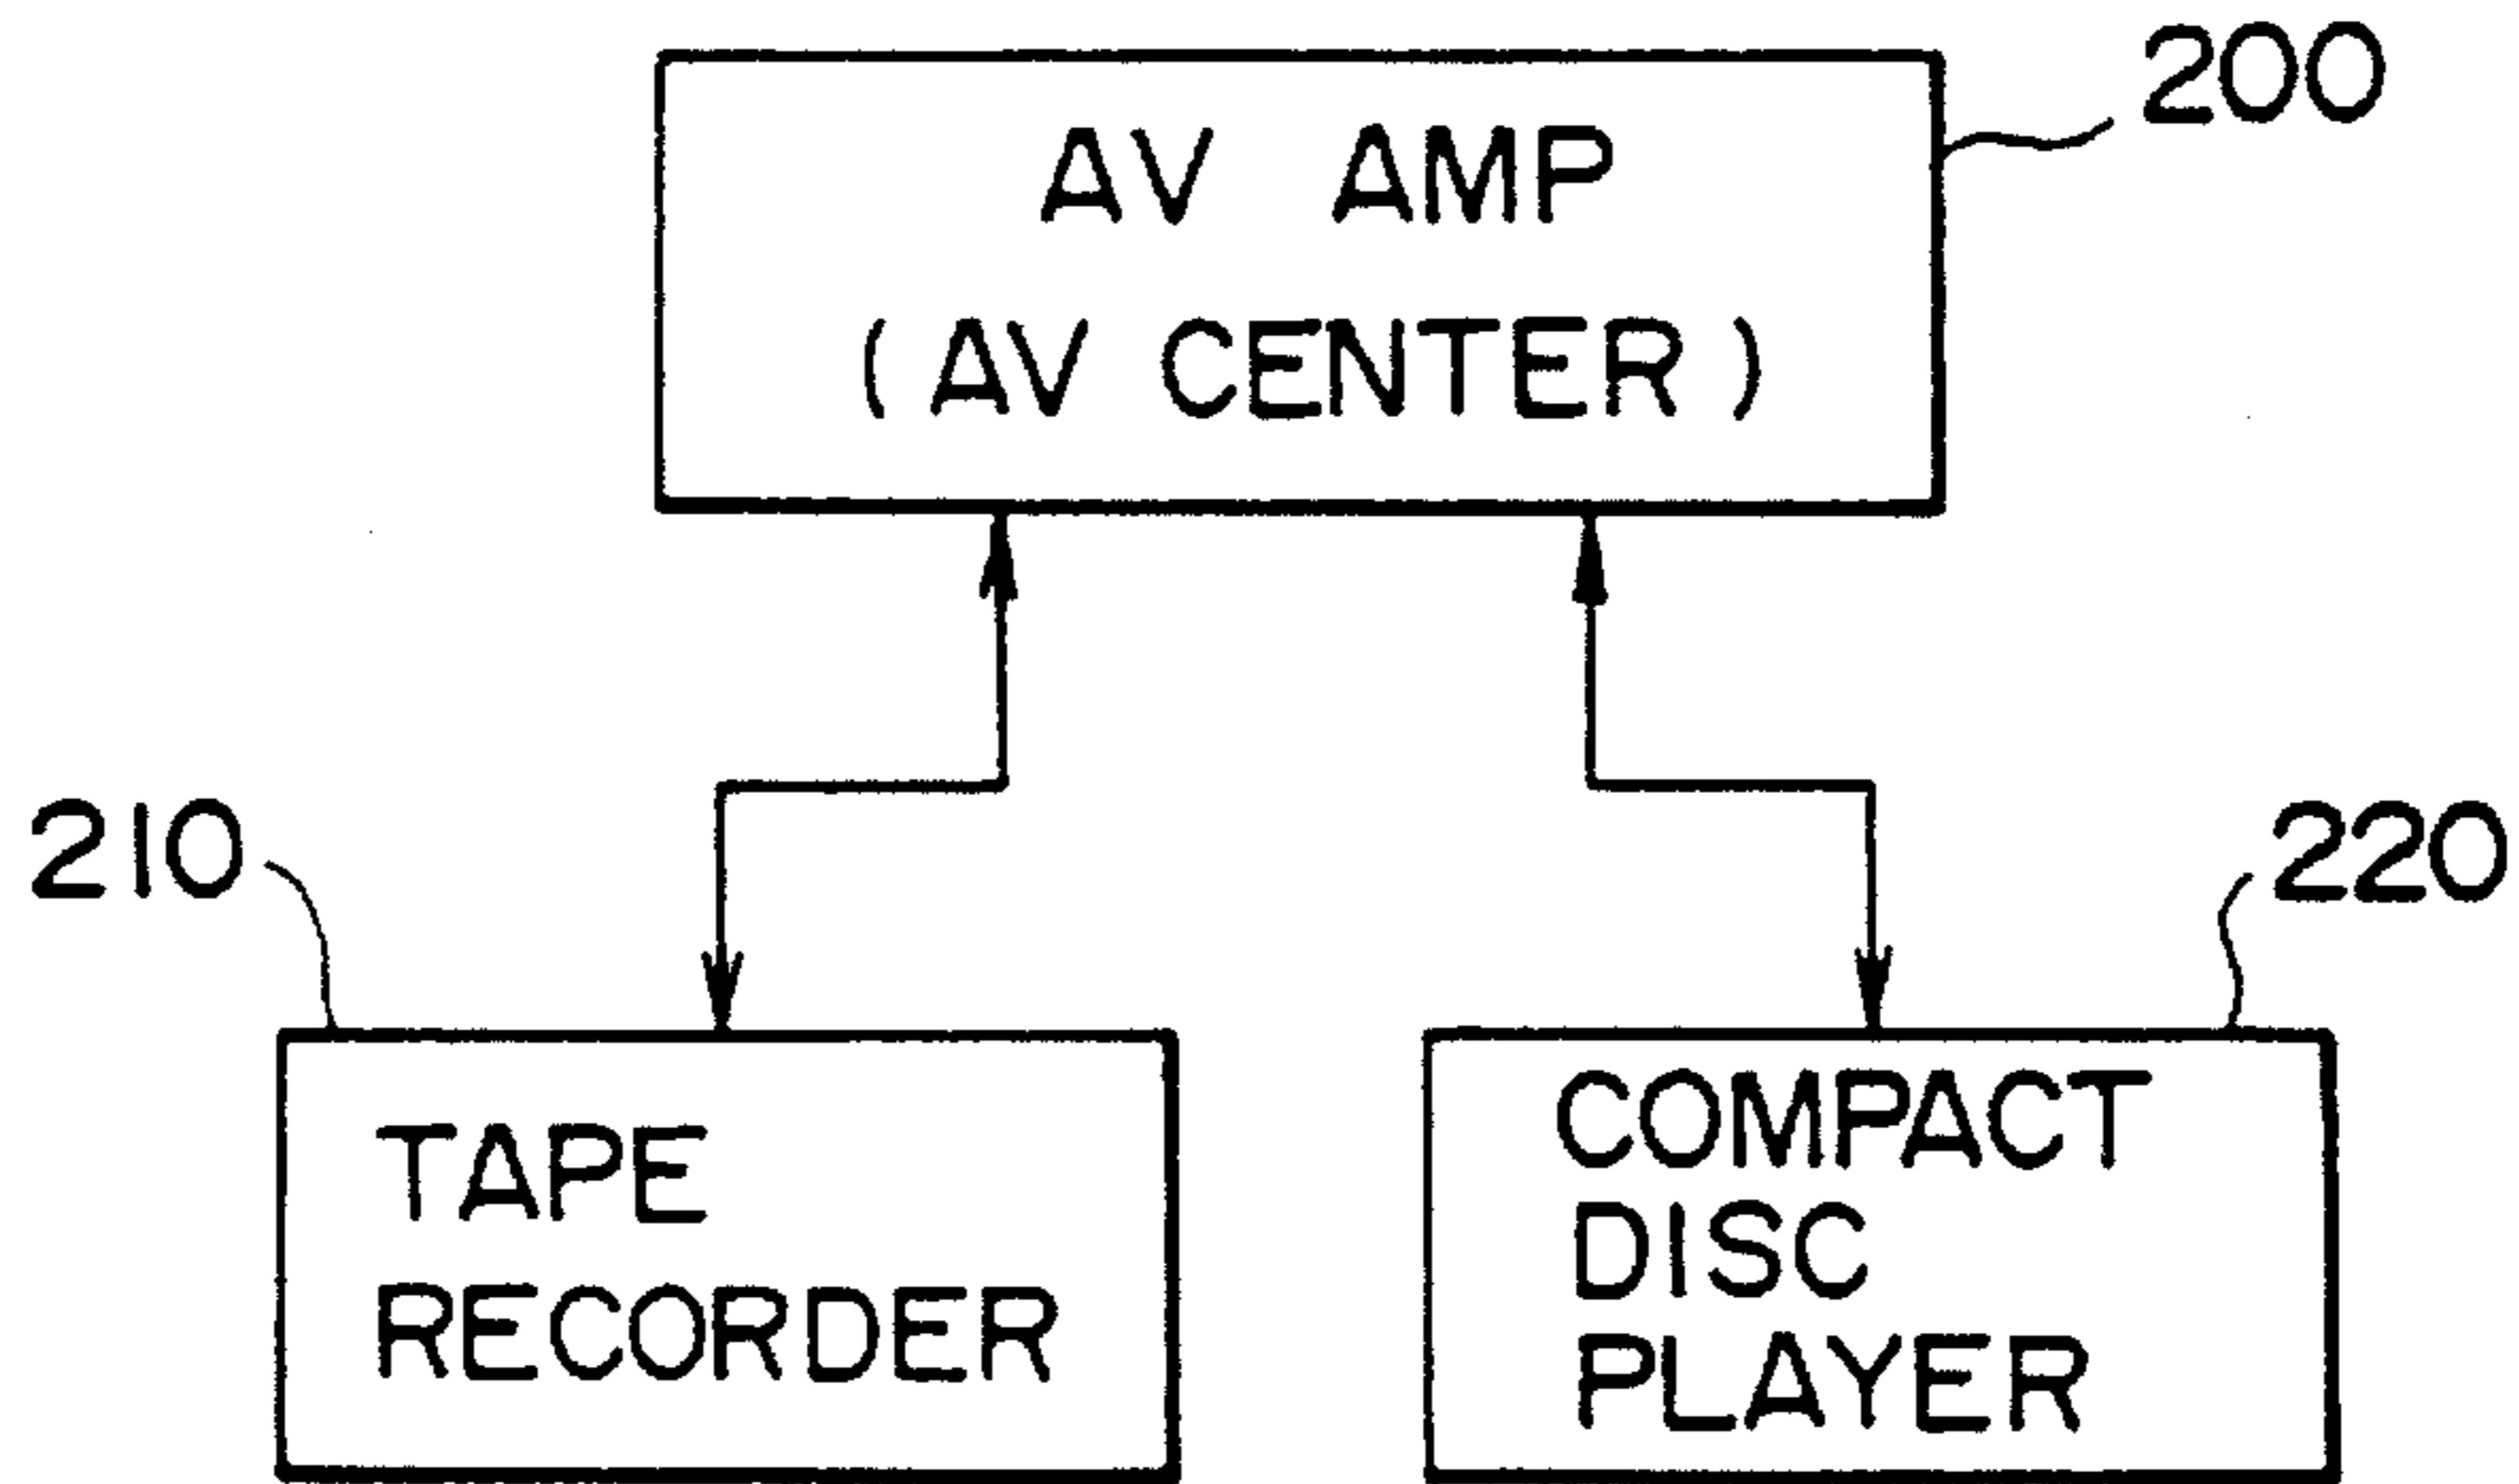 200
AV AMP
(AV CENTER)
210
220
TAPE
RECORDER
COMPACT
DISC
PLAYER